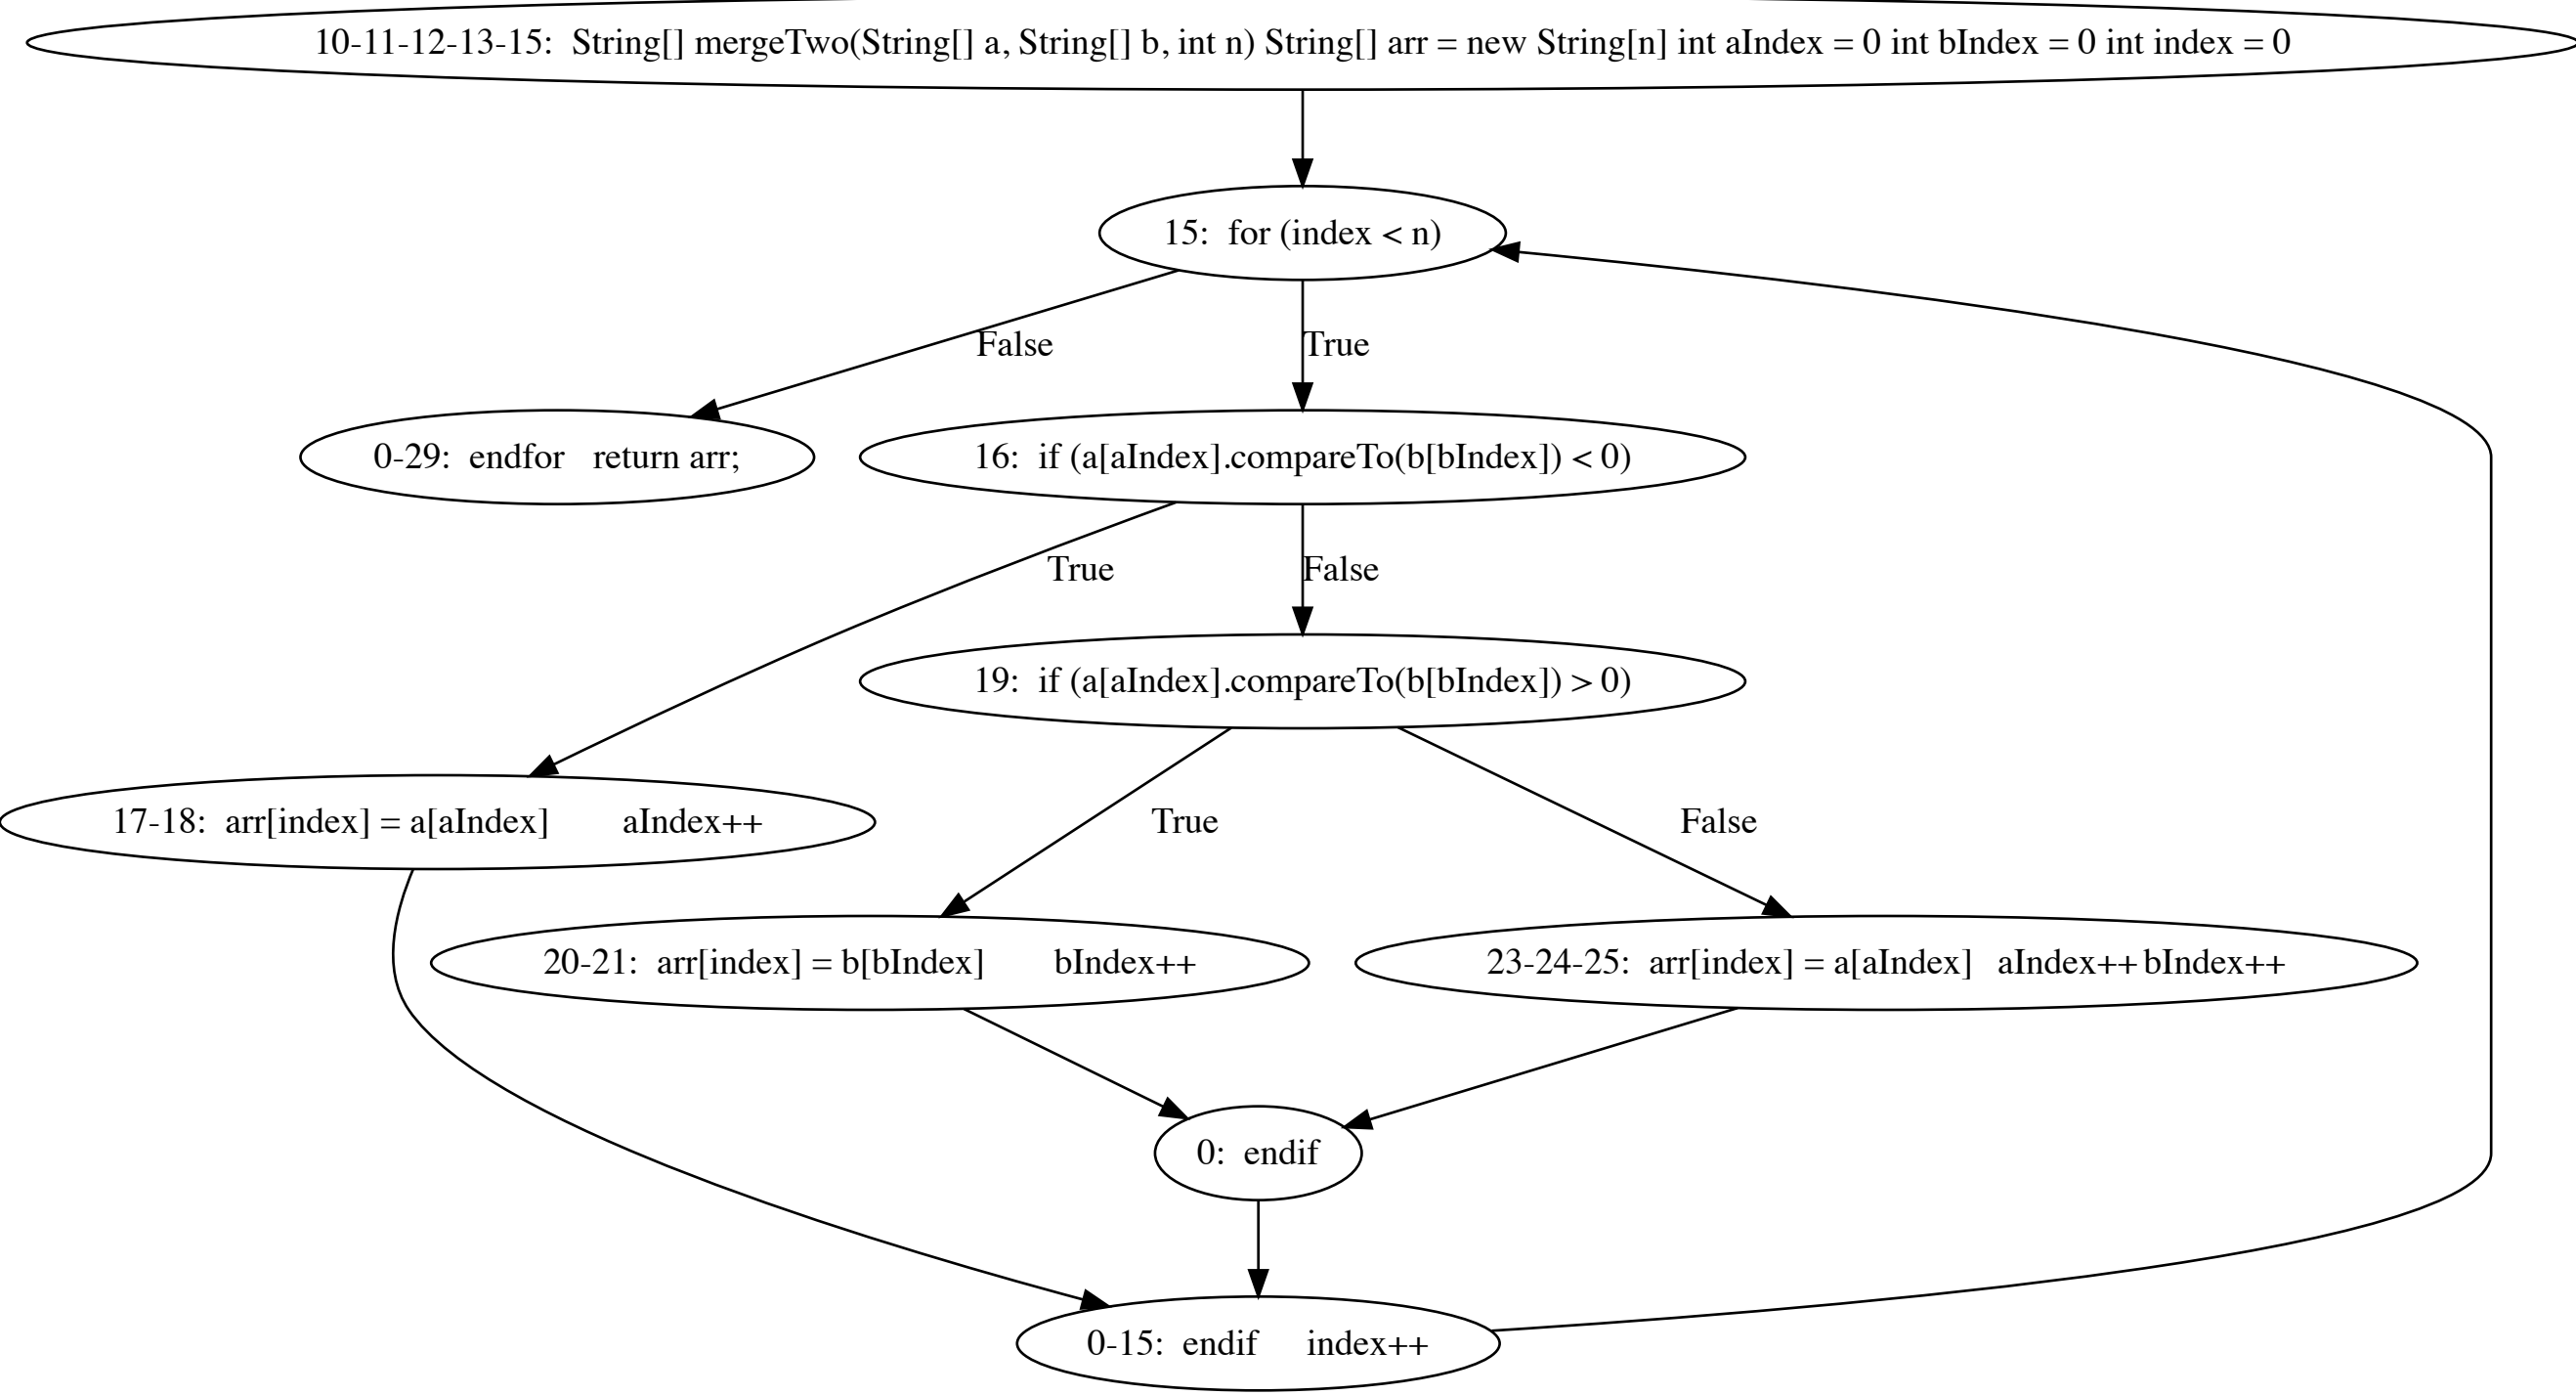 10-11-12-13-15:  String[] mergeTwo(String[] a, String[] b, int n) String[] arr = new String[n] int aIndex = 0 int bIndex = 0 int index = 0
15:  for (index < n)
False
True
0-29:  endfor   return arr;
16:  if (a[aIndex].compareTo(b[bIndex]) < 0)
True
False
19:  if (a[aIndex].compareTo(b[bIndex]) > 0)
17-18:  arr[index] = a[aIndex]        aIndex++
True
False
20-21:  arr[index] = b[bIndex]        bIndex++
23-24-25:  arr[index] = a[aIndex]   aIndex++ bIndex++
0:  endif
0-15:  endif     index++